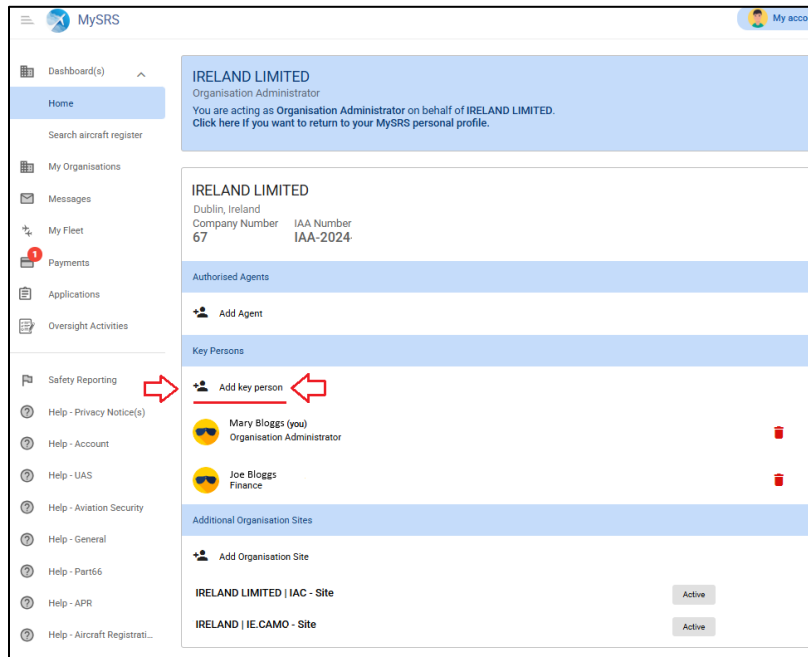 MySRS
My acco
Dashboard(s)
Home
Search aircraft register
My Organisations
Messages
My Fleet
1
Payments
Applications
Oversight Activities
Safety Reporting
Help - Privacy Notice(s)
Help - Account
Help - UAS
Help - Aviation Security
Help - General
Help - Part66
Help - APR
Help - Aircraft Registrati...
IRELAND LIMITED
Organisation Administrator
You are acting as Organisation Administrator on behalf of IRELAND LIMITED.
Click here If you want to return to your MySRS personal profile.
IRELAND LIMITED
Dublin, Ireland
Company Number IAA Number
67 IAA-2024-
Authorised Agents
Add Agent
Key Persons
Add key person
Mary Bloggs (you)
Organisation Administrator
Joe Bloggs
Finance
Additional Organisation Sites
Add Organisation Site
IRELAND LIMITED | IAC - Site Active
IRELAND | IE.CAMO - Site Active